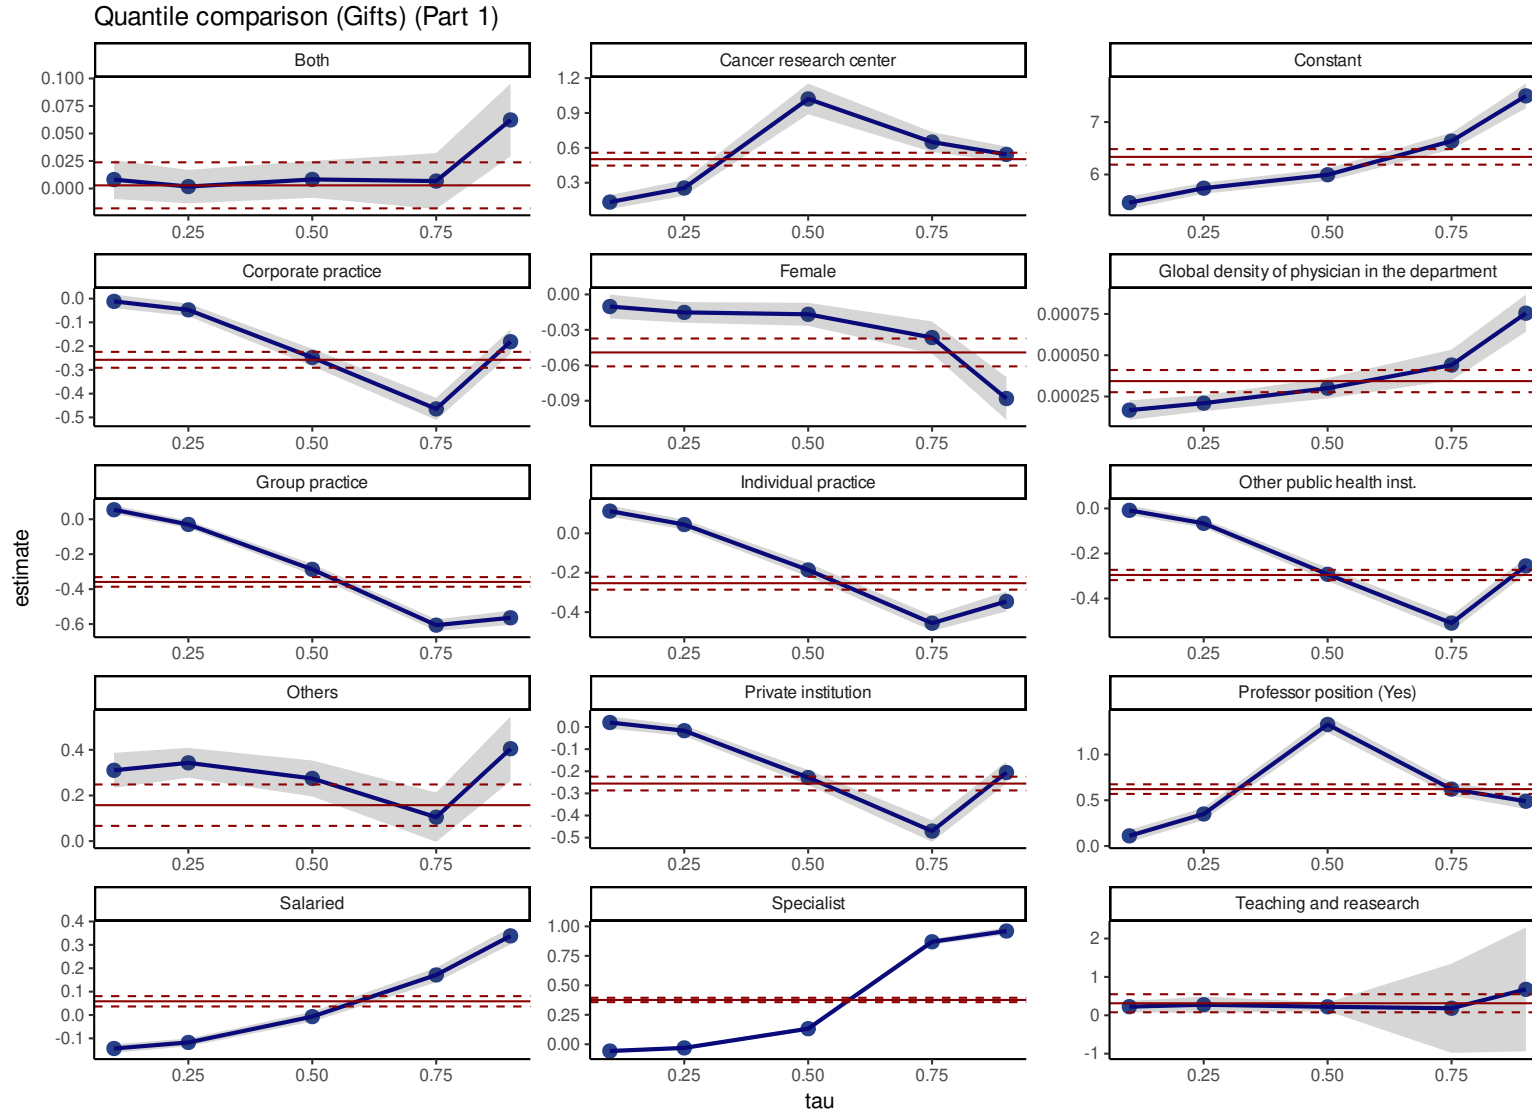 Quantile comparison (Gifts) (Part 1)
Both
Cancer research center
Constant
0.100
0.075
0.050
0.025
0.000
1.2
0.9
0.6
0.3
7
6
0.25 0.50 0.75
0.25 0.50 0.75
0.25 0.50 0.75
Corporate practice
Female
Global density of physician in the department
0.0
-0.1
-0.2
-0.3
-0.4
-0.5
0.00
-0.03
-0.06
-0.09
0.00075
0.00050
0.00025
0.25 0.50 0.75
0.25 0.50 0.75
0.25 0.50 0.75
Group practice
Individual practice
Other public health inst.
0.0
-0.2
-0.4
-0.6
0.0
-0.2
-0.4
0.0
-0.2
-0.4
0.25 0.50 0.75
0.25 0.50 0.75
0.25 0.50 0.75
estimate
Others
Private institution
Professor position (Yes)
0.4
0.2
0.0
0.0
-0.1
-0.2
-0.3
-0.4
-0.5
1.0
0.5
0.0
0.25 0.50 0.75
0.25 0.50 0.75
0.25 0.50 0.75
Salaried
Specialist
Teaching and reasearch
0.4
0.3
0.2
0.1
0.0
-0.1
1.00
0.75
0.50
0.25
0.00
2
1
0
-1
0.25 0.50 0.75
0.25 0.50 0.75
0.25 0.50 0.75
tau